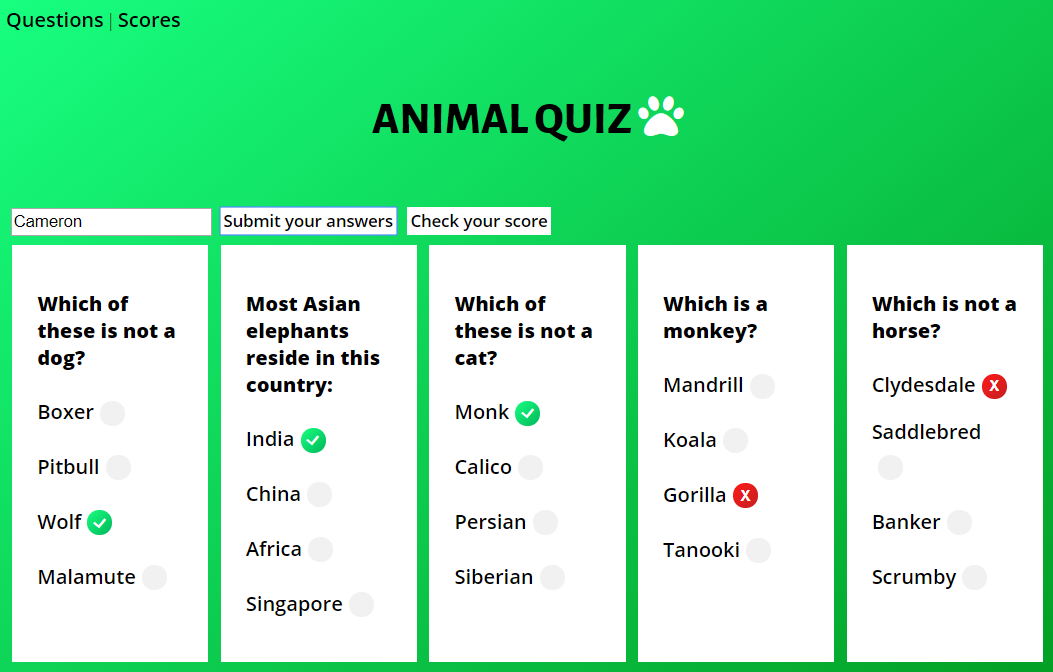 Questions | Scores
ANIMAL QUIZ
Cameron
Submit your answers
Check your score
Which of
these is not a
dog?
Boxer
Pitbull
Wolf
Malamute
Most Asian
elephants
reside in this
country:
India
China
Africa
Singapore
Which of
these is not a
cat?
Monk
Calico
Persian
Siberian
Which is a
monkey?
Mandrill
Koala
Gorilla X
Tanooki
Which is not a
horse?
Clydesdale X
Saddlebred
Banker
Scrumby